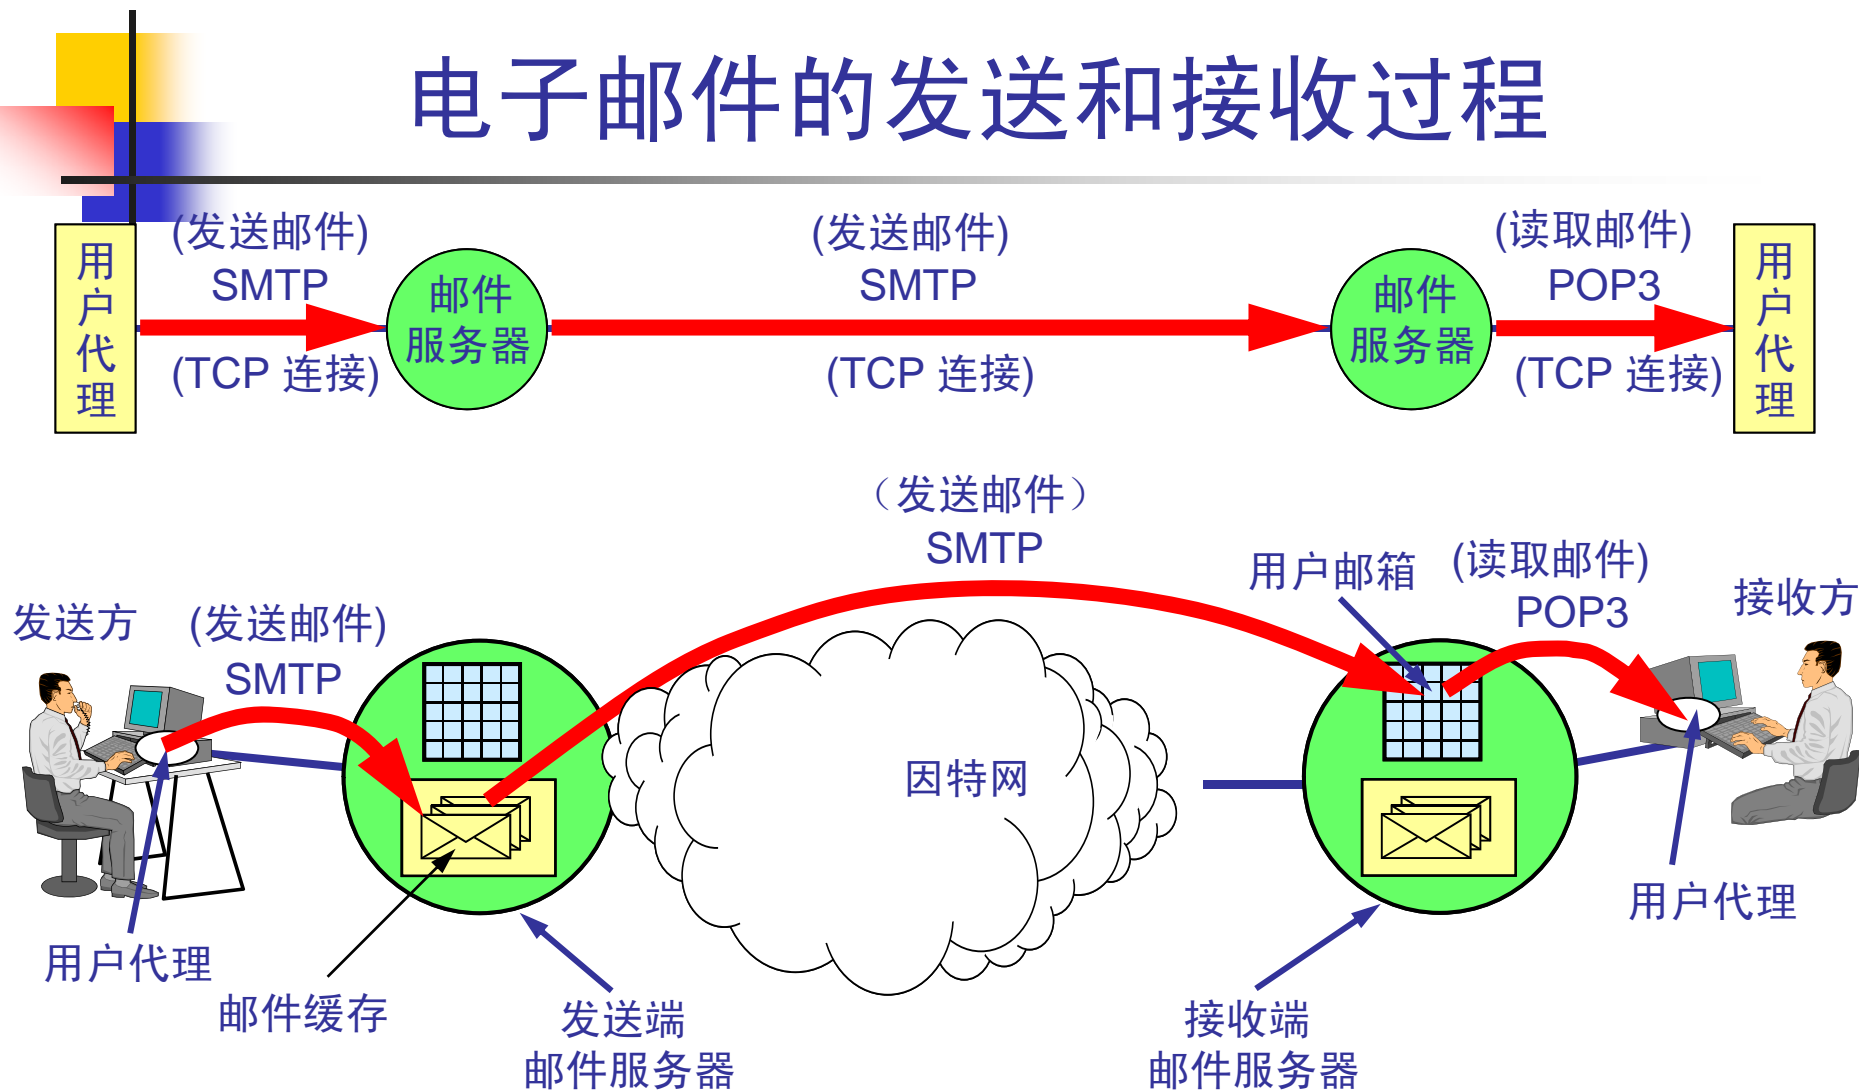 电子邮件的发送和接收过程
(发送邮件)
SMTP
(TCP 连接)
(发送邮件)
SMTP
(TCP 连接)
(读取邮件)
POP3
(TCP 连接)
用户代理
邮件
服务器
邮件
服务器
用户代理
(发送邮件)
SMTP
用户邮箱
(读取邮件)
POP3
发送方
(发送邮件)
SMTP
接收方
因特网
用户代理
邮件缓存
发送端
邮件服务器
接收端
邮件服务器
用户代理